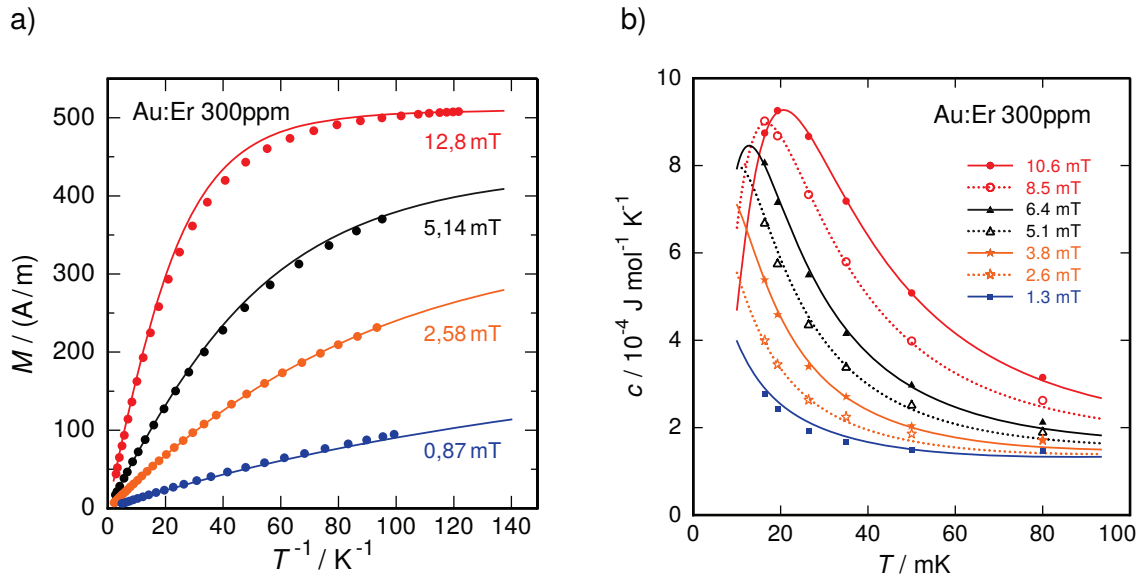 a)
Au:Er 300ppm
12,8 mT
5,14 mT
2,58 mT
0,87 mT
M / (A/m)
500
400
300
200
100
0
0 20 40 60 80 100 120 140
T⁻¹ / K⁻¹
b)
Au:Er 300ppm
10.6 mT
8.5 mT
6.4 mT
5.1 mT
3.8 mT
2.6 mT
1.3 mT
c / 10⁻⁴ J mol⁻¹ K⁻¹
10
8
6
4
2
0
0 20 40 60 80 100
T / mK